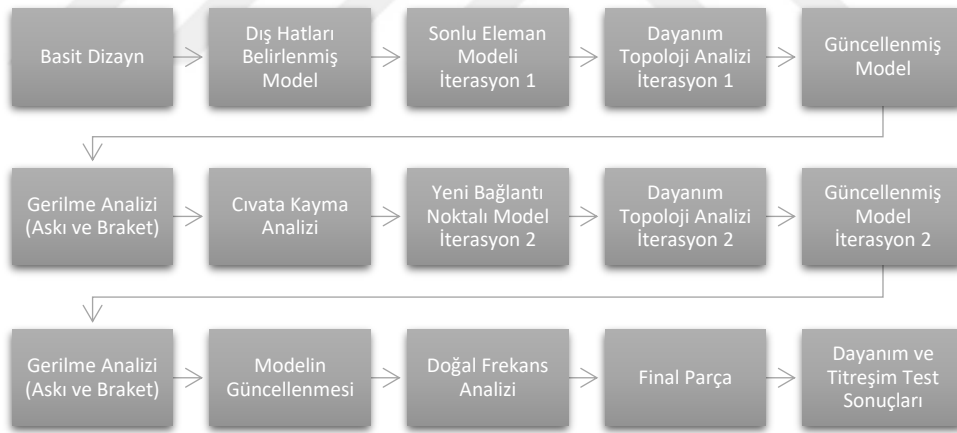 Basit Dizayn
Dış Hatları
Belirlenmiş
Model
Sonlu Eleman
Modeli
İterasyon 1
Dayanım
Topoloji Analizi
İterasyon 1
Güncellenmiş
Model
Gerilme Analizi
(Askı ve Braket)
Cıvata Kayma
Analizi
Yeni Bağlantı
Noktalı Model
İterasyon 2
Dayanım
Topoloji Analizi
İterasyon 2
Güncellenmiş
Model
İterasyon 2
Gerilme Analizi
(Askı ve Braket)
Modelin
Güncellenmesi
Doğal Frekans
Analizi
Final Parça
Dayanım ve
Titreşim Test
Sonuçları